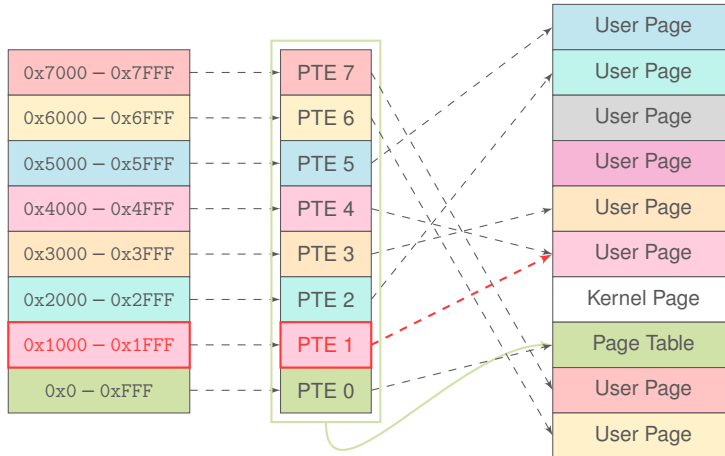 0x7000 – 0x7FFF
0x6000 – 0x6FFF
0x5000 – 0x5FFF
0x4000 – 0x4FFF
0x3000 – 0x3FFF
0x2000 – 0x2FFF
0x1000 – 0x1FFF
0x0 – 0xFFF
PTE 7
PTE 6
PTE 5
PTE 4
PTE 3
PTE 2
PTE 1
PTE 0
User Page
User Page
User Page
User Page
User Page
User Page
Kernel Page
Page Table
User Page
User Page